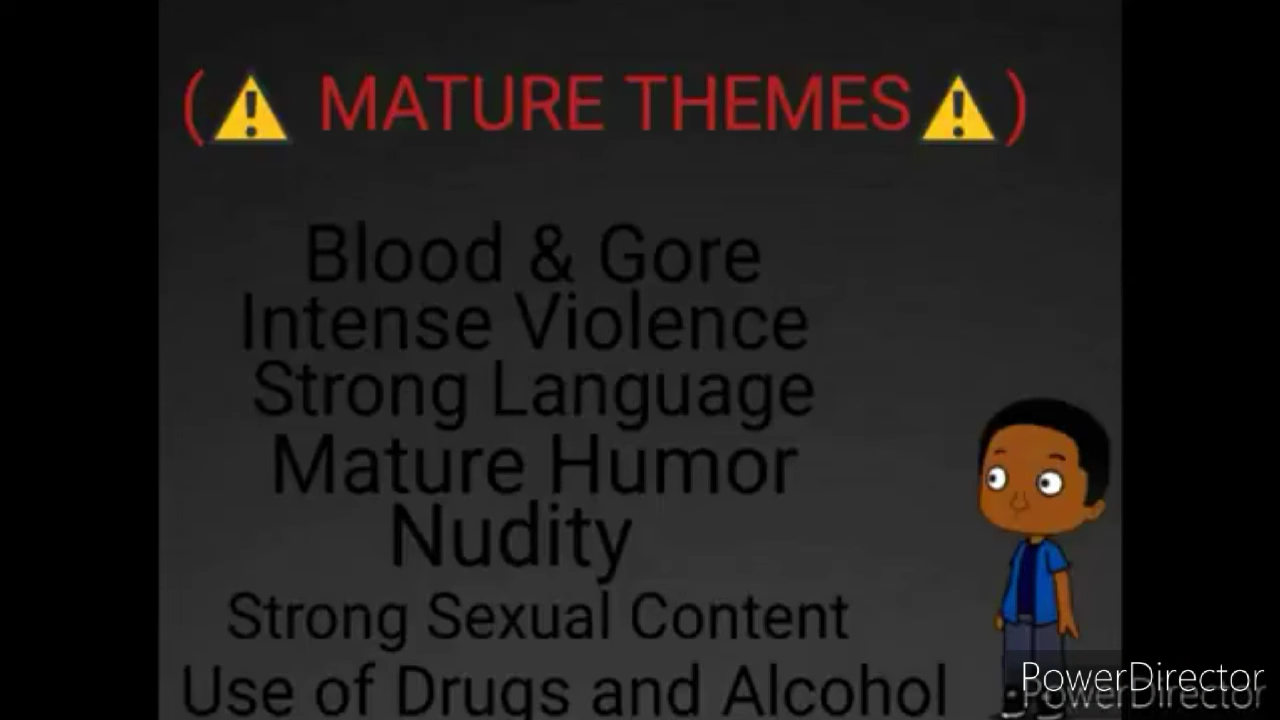 (⚠ MATURE THEMES⚠)
Blood & Gore
Intense Violence
Strong Language
Mature Humor
Nudity
Strong Sexual Content
Use of Drugs and Alcohol
PowerDirector
PowerDirector